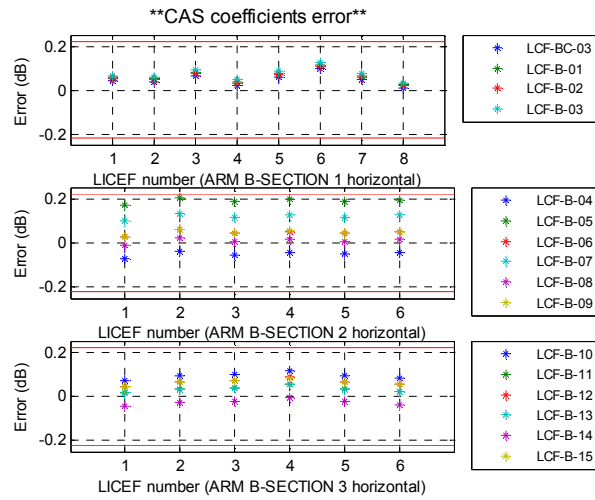 **CAS coefficients error**
0.2
0
-0.2
Error (dB)
1 2 3 4 5 6 7 8
LICEF number (ARM B-SECTION 1 horizontal)
LCF-BC-03
LCF-B-01
LCF-B-02
LCF-B-03
0.2
0
-0.2
Error (dB)
1 2 3 4 5 6
LICEF number (ARM B-SECTION 2 horizontal)
LCF-B-04
LCF-B-05
LCF-B-06
LCF-B-07
LCF-B-08
LCF-B-09
0.2
0
-0.2
Error (dB)
1 2 3 4 5 6
LICEF number (ARM B-SECTION 3 horizontal)
LCF-B-10
LCF-B-11
LCF-B-12
LCF-B-13
LCF-B-14
LCF-B-15